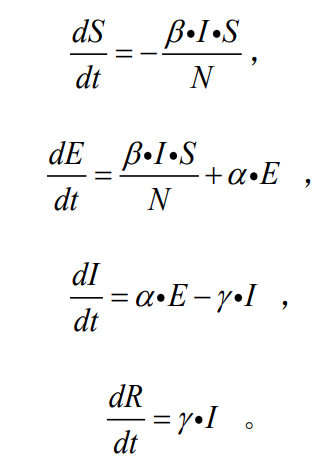 dS/dt = −β•I•S/N ,
dE/dt = β•I•S/N + α•E ,
dI/dt = α•E − γ•I ,
dR/dt = γ•I 。